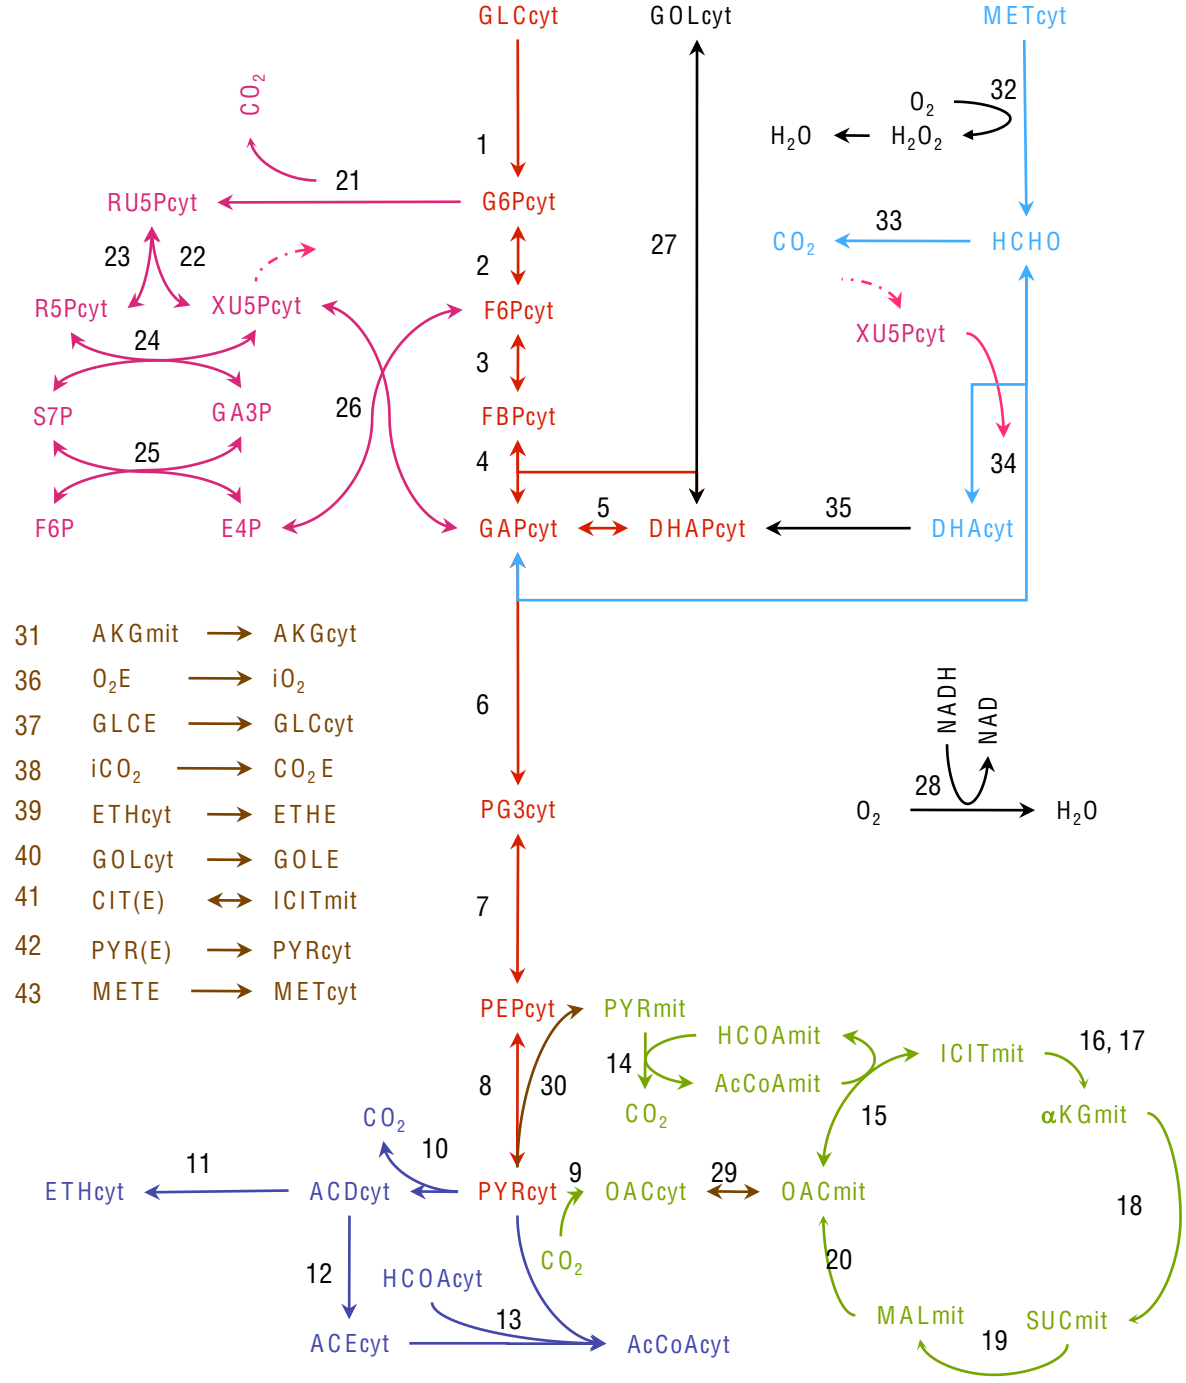 GLCcyt GOLcyt METcyt
CO₂
O₂ 32
H₂O H₂O₂
1
21
RU5Pcyt G6Pcyt
27 CO₂ 33 HCHO
23 22 2
R5Pcyt XU5Pcyt F6Pcyt
XU5Pcyt
24 3
S7P GA3P 26 FBPcyt
25 4 34
5 35
F6P E4P GAPcyt DHAPcyt DHAcyt
31 AKGmit AKGcyt
36 O₂E iO₂
37 GLCE GLCcyt
38 iCO₂ CO₂E
39 ETHcyt ETHE
40 GOLcyt GOLE
41 CIT(E) ICITmit
42 PYR(E) PYRcyt
43 METE METcyt
6
NADH NAD
28
O₂ H₂O
PG3cyt
7
PEPcyt PYRmit
HCOAmit ICITmit 16, 17
8 30 14 AcCoAmit
CO₂ CO₂ 15 αKGmit
11 10 9 29
ETHcyt ACDcyt PYRcyt OACcyt OACmit 18
12 HCOAcyt CO₂ 20
13 MALmit SUCmit
ACEcyt AcCoAcyt 19